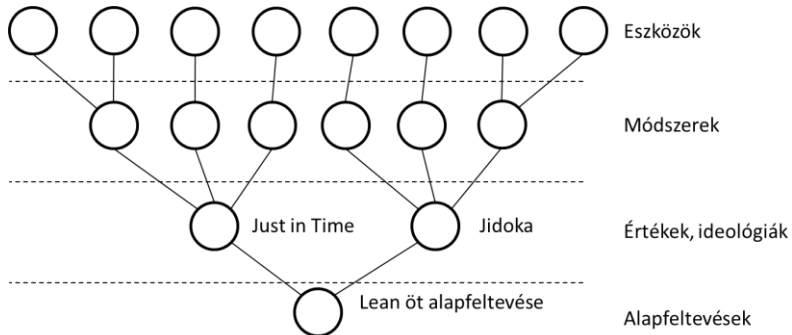 Eszközök
Módszerek
Just in Time
Jidoka
Értékek, ideológiák
Lean öt alapfeltevése
Alapfeltevések